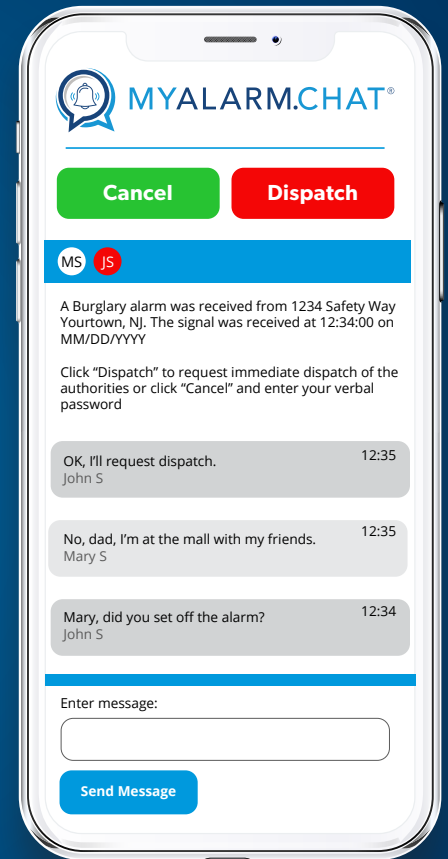 MYALARM.CHAT®
Cancel
Dispatch
MS
JS
A Burglary alarm was received from 1234 Safety Way
Yourtown, NJ. The signal was received at 12:34:00 on
MM/DD/YYYY
Click “Dispatch” to request immediate dispatch of the
authorities or click “Cancel” and enter your verbal
password
OK, I’ll request dispatch.
12:35
John S
No, dad, I’m at the mall with my friends.
12:35
Mary S
Mary, did you set off the alarm?
12:34
John S
Enter message:
Send Message